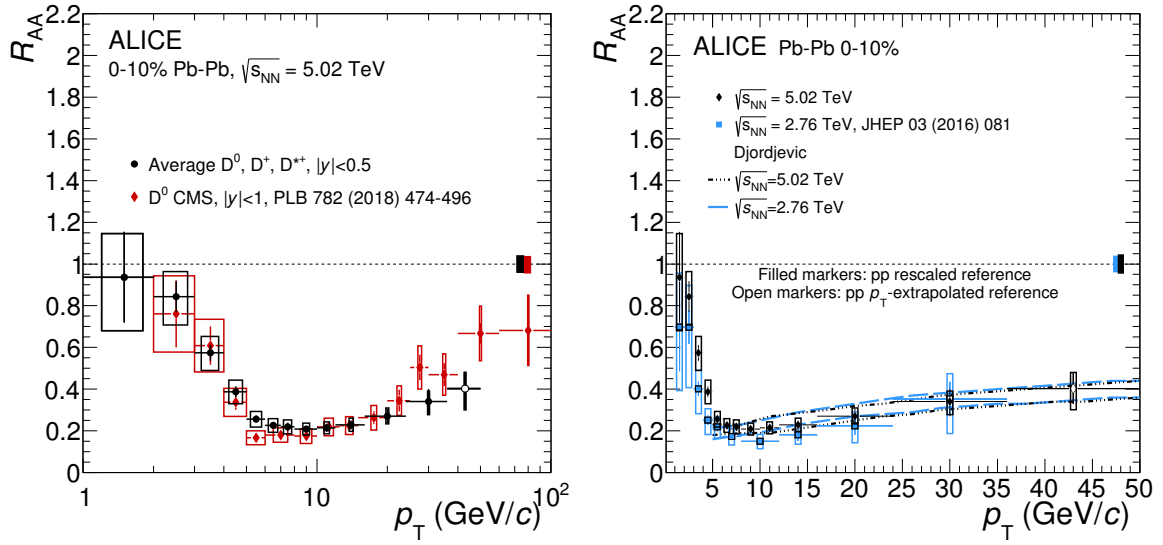 R_AA
2.2
2
1.8
1.6
1.4
1.2
1
0.8
0.6
0.4
0.2
0
ALICE
0-10% Pb-Pb, √s_NN = 5.02 TeV
Average D⁰, D⁺, D*⁺, |y|<0.5
D⁰ CMS, |y|<1, PLB 782 (2018) 474-496
1 10 10²
p_T (GeV/c)
R_AA
2.2
2
1.8
1.6
1.4
1.2
1
0.8
0.6
0.4
0.2
0
ALICE Pb-Pb 0-10%
√s_NN = 5.02 TeV
√s_NN = 2.76 TeV, JHEP 03 (2016) 081
Djordjevic
√s_NN=5.02 TeV
√s_NN=2.76 TeV
Filled markers: pp rescaled reference
Open markers: pp p_T-extrapolated reference
5 10 15 20 25 30 35 40 45 50
p_T (GeV/c)